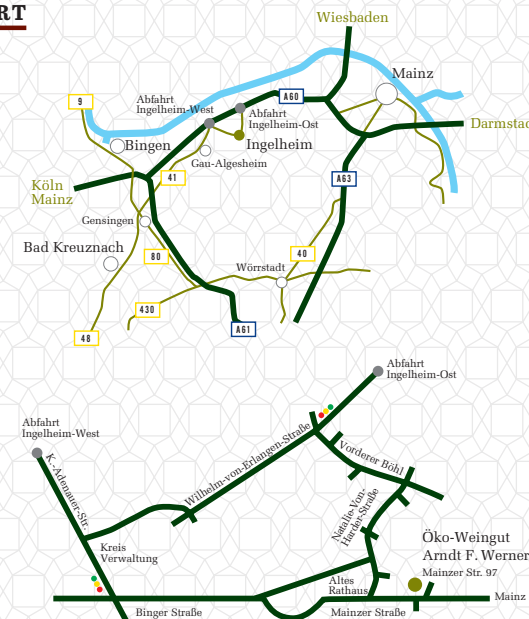 RT
Wiesbaden
Mainz
A60
9
Abfahrt
Ingelheim-West
Abfahrt
Ingelheim-Ost
Darmstad
Bingen
Ingelheim
Gau-Algesheim
41
A63
Köln
Mainz
Gensingen
Bad Kreuznach
80
40
Wörrstadt
430
A61
48
Abfahrt
Ingelheim-Ost
Abfahrt
Ingelheim-West
Wilhelm-von-Erlangen-Straße
Vorderer Böhl
K.-Adenauer-Str.
Natalie-Von-
Harder-Straße
Kreis
Verwaltung
Öko-Weingut
Arndt F. Werner
Mainzer Str. 97
Altes
Rathaus
Mainz
Binger Straße
Mainzer Straße